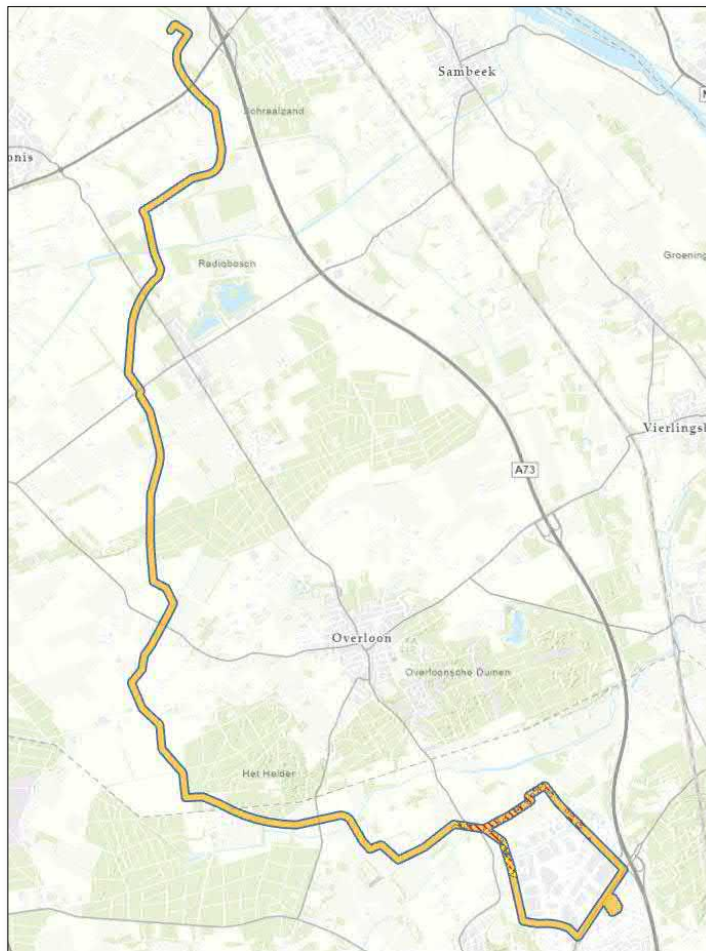 Sambeek
Schraalzand
onis
Radiobosch
Groening
Vierlingsb
A73
Overloon
Overloonsche Duinen
Het Helder